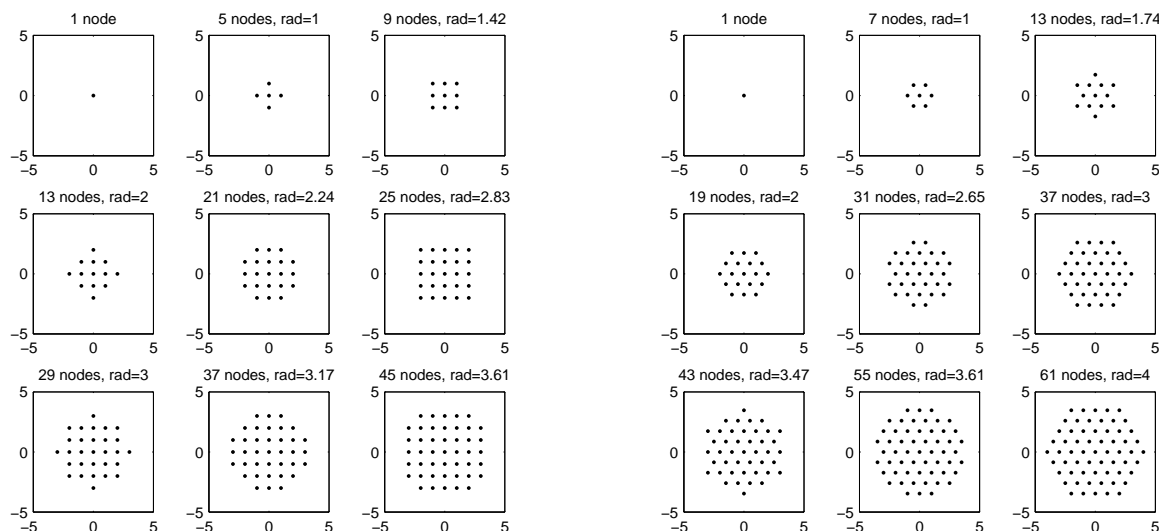 1 node
5 nodes, rad=1
9 nodes, rad=1.42
1 node
7 nodes, rad=1
13 nodes, rad=1.74
5
5
5
5
5
5
0
0
0
0
0
0
−5
−5
−5
−5
−5
−5
−5 0 5
−5 0 5
−5 0 5
−5 0 5
−5 0 5
−5 0 5
13 nodes, rad=2
21 nodes, rad=2.24
25 nodes, rad=2.83
19 nodes, rad=2
31 nodes, rad=2.65
37 nodes, rad=3
5
5
5
5
5
5
0
0
0
0
0
0
−5
−5
−5
−5
−5
−5
−5 0 5
−5 0 5
−5 0 5
−5 0 5
−5 0 5
−5 0 5
29 nodes, rad=3
37 nodes, rad=3.17
45 nodes, rad=3.61
43 nodes, rad=3.47
55 nodes, rad=3.61
61 nodes, rad=4
5
5
5
5
5
5
0
0
0
0
0
0
−5
−5
−5
−5
−5
−5
−5 0 5
−5 0 5
−5 0 5
−5 0 5
−5 0 5
−5 0 5